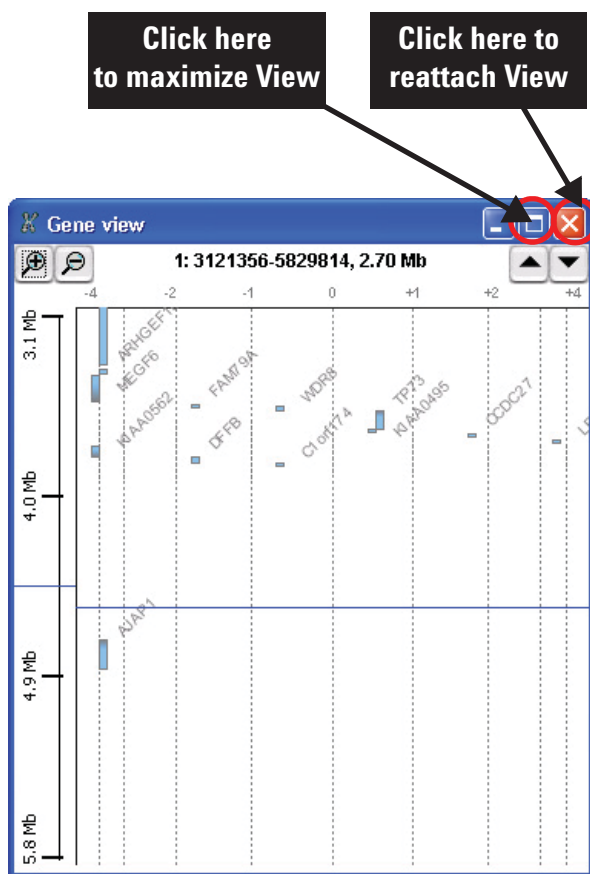 Click here
to maximize View
Click here to
reattach View
Gene view
1: 3121356-5829814, 2.70 Mb
-4 -2 -1 0 +1 +2 +4
3.1 Mb
4.0 Mb
4.9 Mb
5.8 Mb
MEGF6
KIAA0562
FAM79A
DFFB
WDR8
C1orf174
TP73
KIAA0495
CCDC27
AJAP1